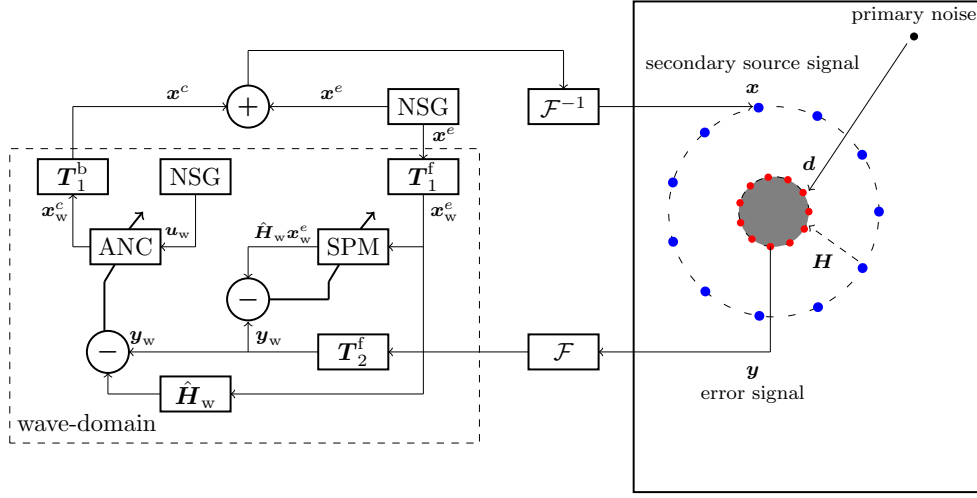 primary noise
secondary source signal
x
x^c
x^e
+
NSG
F^{-1}
x^e
T_1^b
NSG
T_1^f
d
x_w^c
x_w^e
u_w
Ĥ_w x_w^e
ANC
SPM
H
−
y_w
y_w
−
T_2^f
F
y
error signal
Ĥ_w
wave-domain